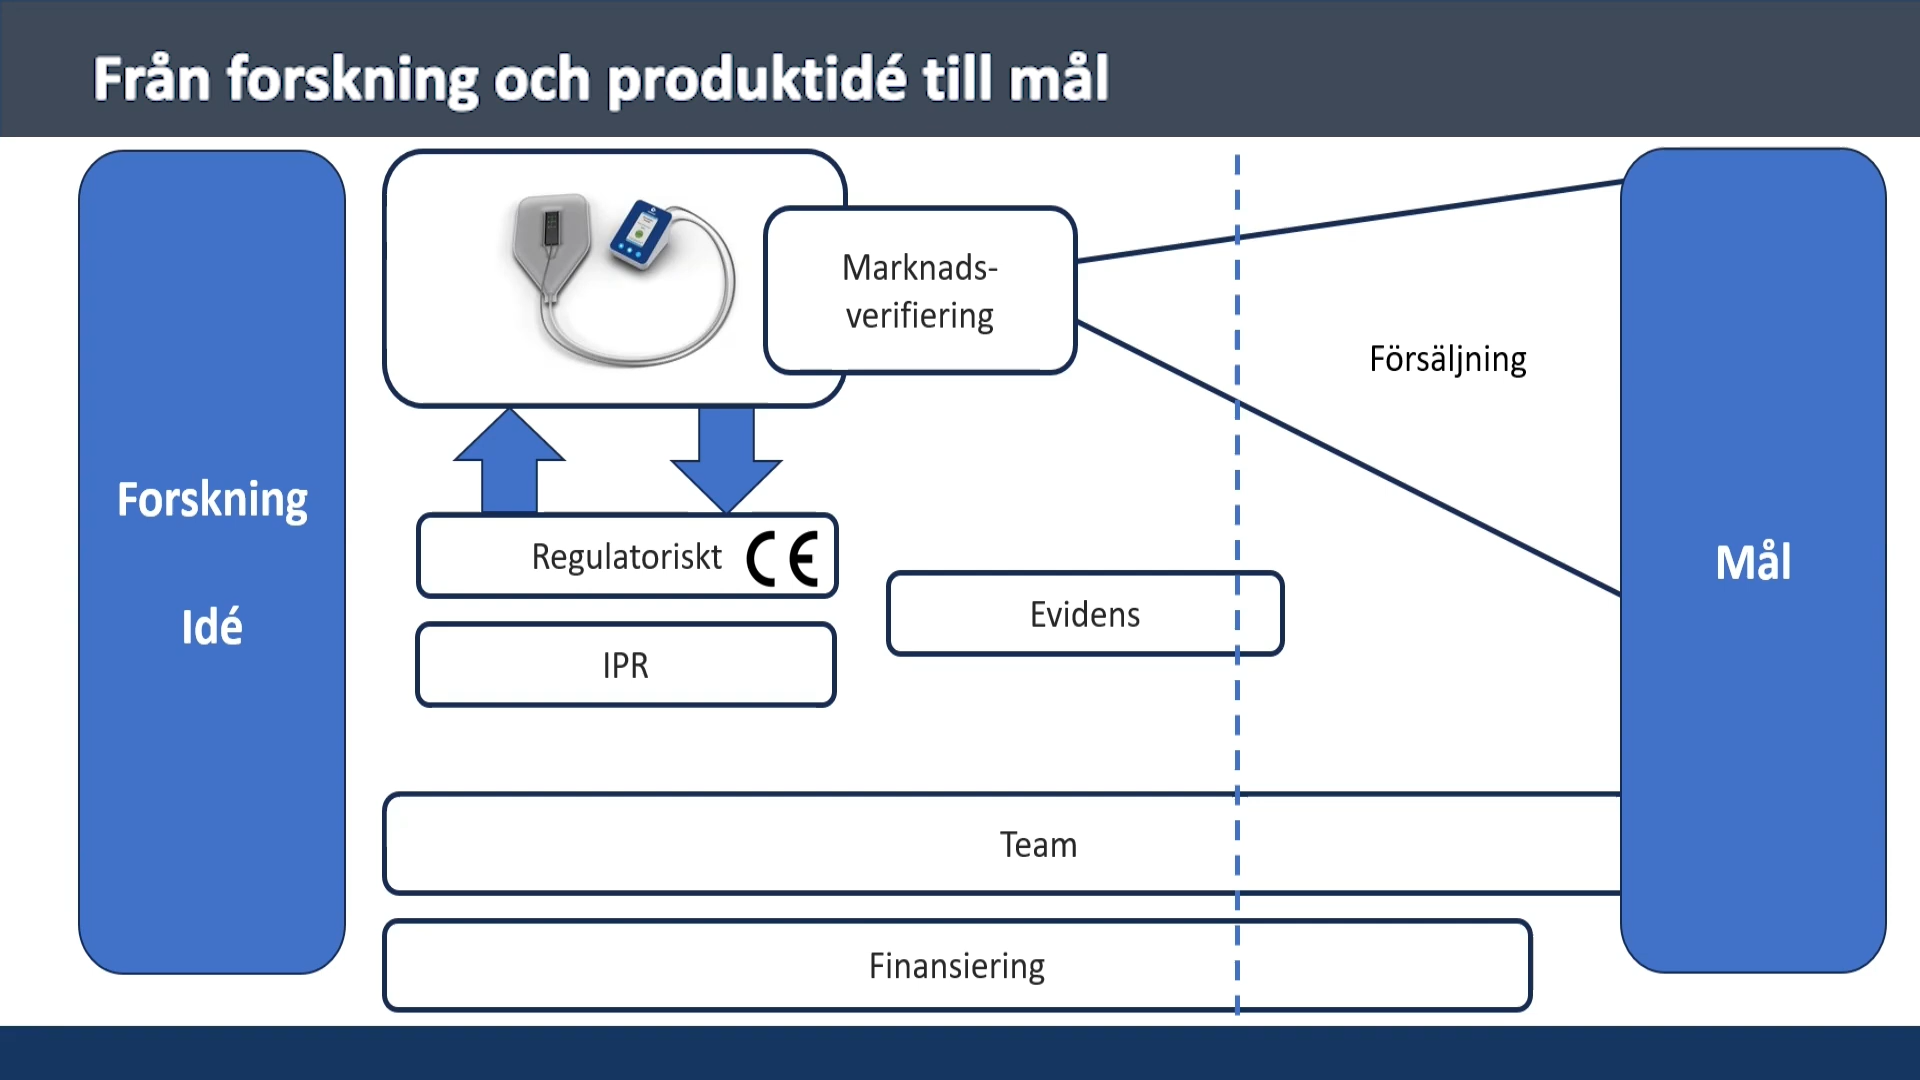 Från forskning och produktidé till mål
Forskning
Idé
Marknads-
verifiering
Försäljning
Regulatoriskt CE
IPR
Evidens
Mål
Team
Finansiering